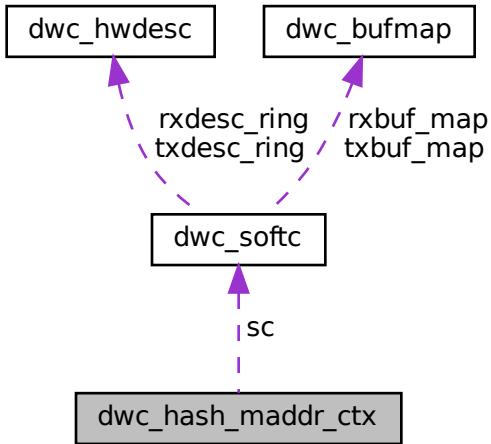 dwc_hwdesc
dwc_bufmap
rxdesc_ring
txdesc_ring
rxbuf_map
txbuf_map
dwc_softc
sc
dwc_hash_maddr_ctx